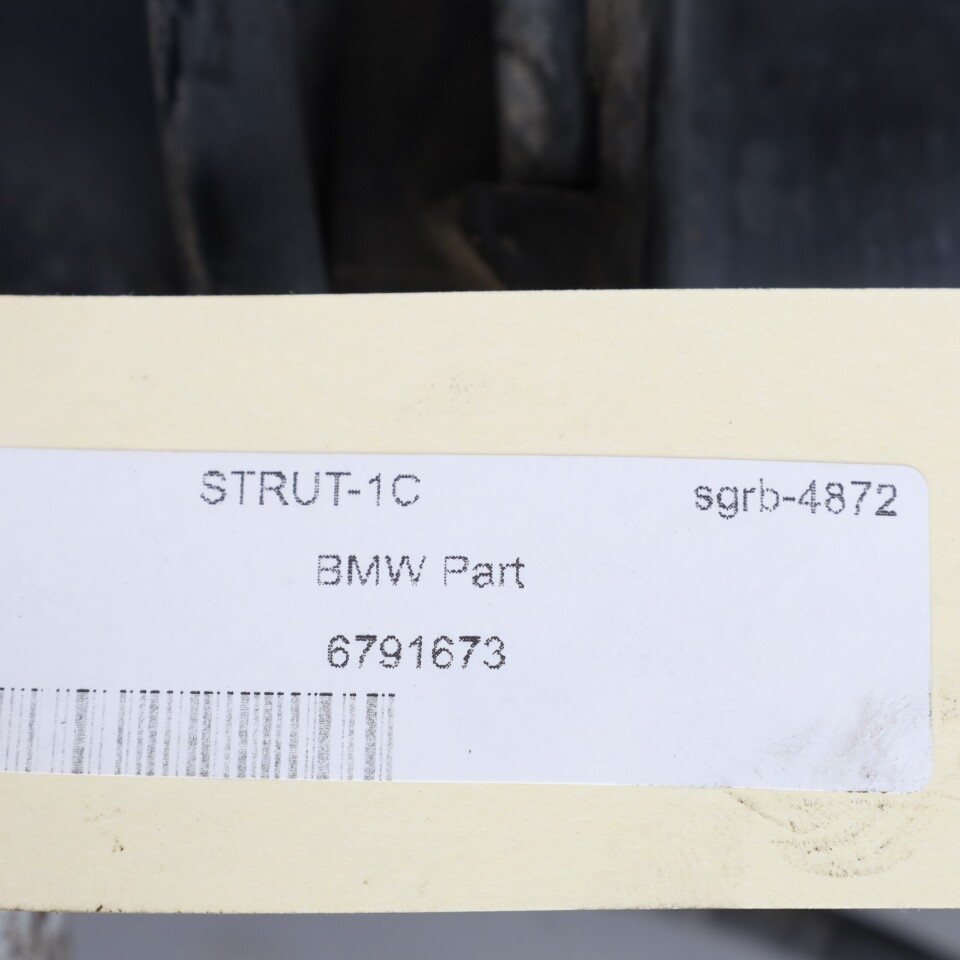 STRUT-1C sgrb-4872
BMW Part
6791673